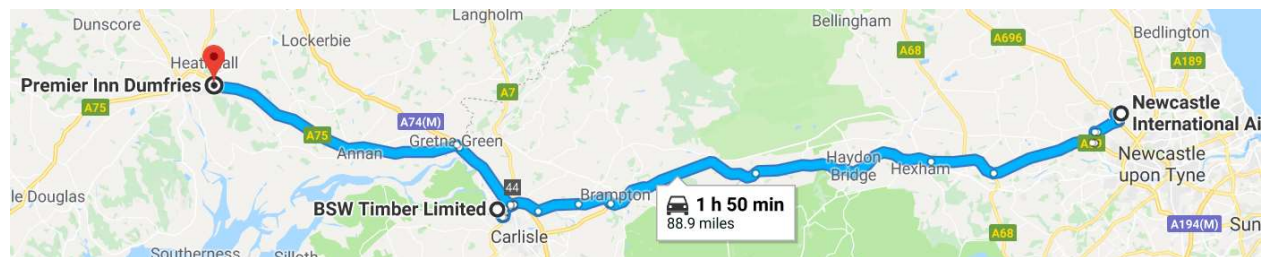 Dunscore
Langholm
Bellingham
Lockerbie
A68
A696
Bedlington
A189
Premier Inn Dumfries
A7
A75
A74(M)
Newcastle
International Ai
A75
Gretna Green
Annan
Haydon
Bridge
Hexham
Newcastle
upon Tyne
le Douglas
44
Brampton
BSW Timber Limited
1 h 50 min
88.9 miles
Carlisle
A68
A194(M)
Sun
Southerness
Silloth